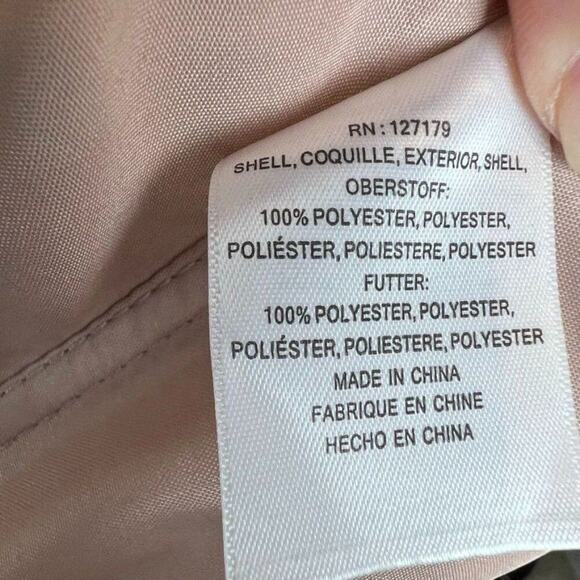 RN: 127179
SHELL, COQUILLE, EXTERIOR, SHELL,
OBERSTOFF:
100% POLYESTER, POLYESTER,
POLIÉSTER, POLIESTERE, POLYESTER
FUTTER:
100% POLYESTER, POLYESTER,
POLIÉSTER, POLIESTERE, POLYESTER
MADE IN CHINA
FABRIQUE EN CHINE
HECHO EN CHINA